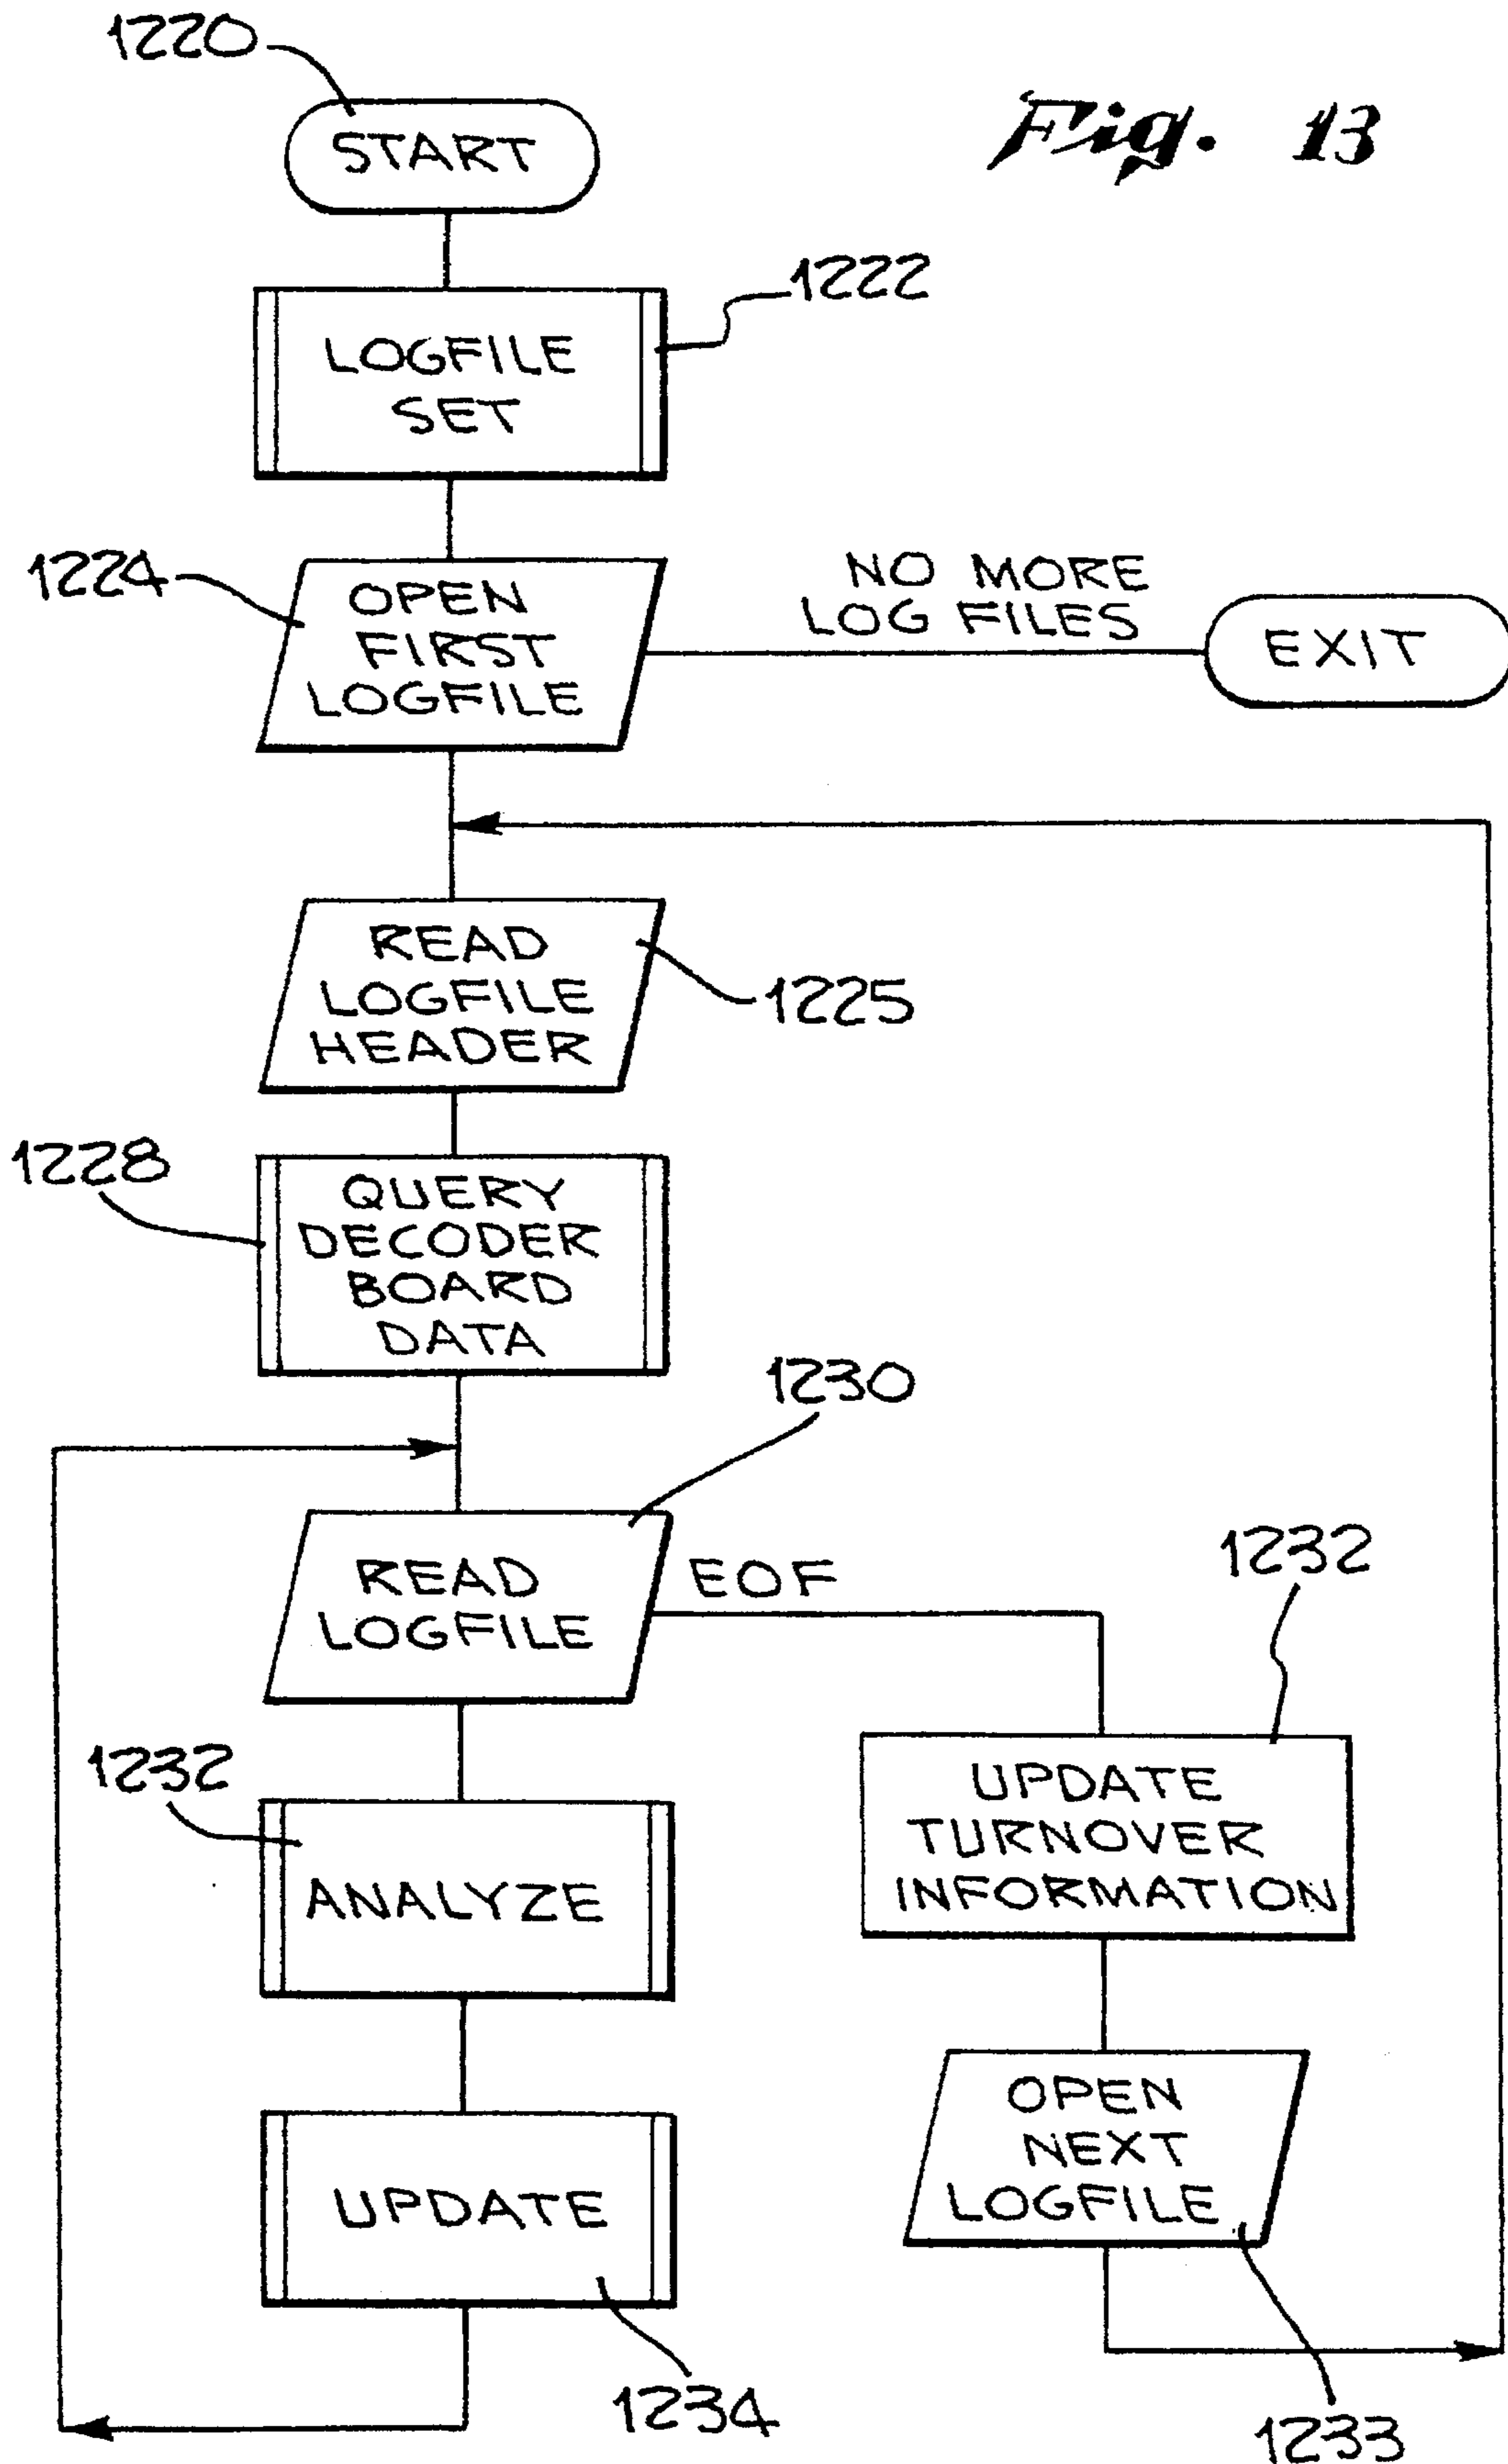 1220
START
Fig. 13
1222
LOGFILE
SET
1224
OPEN
FIRST
LOGFILE
NO MORE
LOG FILES
EXIT
READ
LOGFILE
HEADER
1225
1228
QUERY
DECODER
BOARD
DATA
1230
READ
LOGFILE
EOF
1232
1232
ANALYZE
UPDATE
TURNOVER
INFORMATION
UPDATE
1234
OPEN
NEXT
LOGFILE
1233